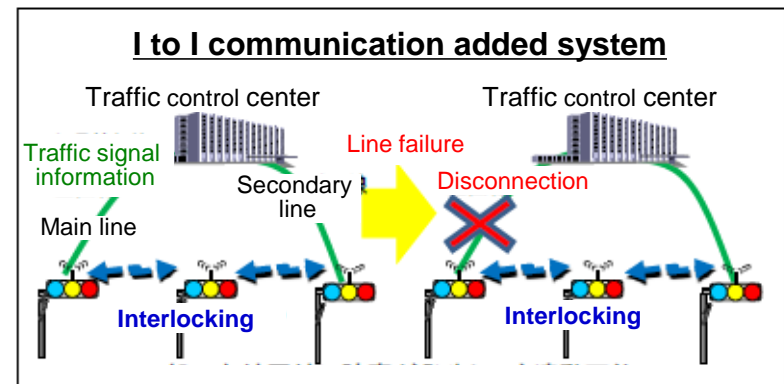 I to I communication added system
Traffic control center
Traffic signal
information
Main line
Secondary
line
Interlocking
Line failure
Traffic control center
Disconnection
Interlocking